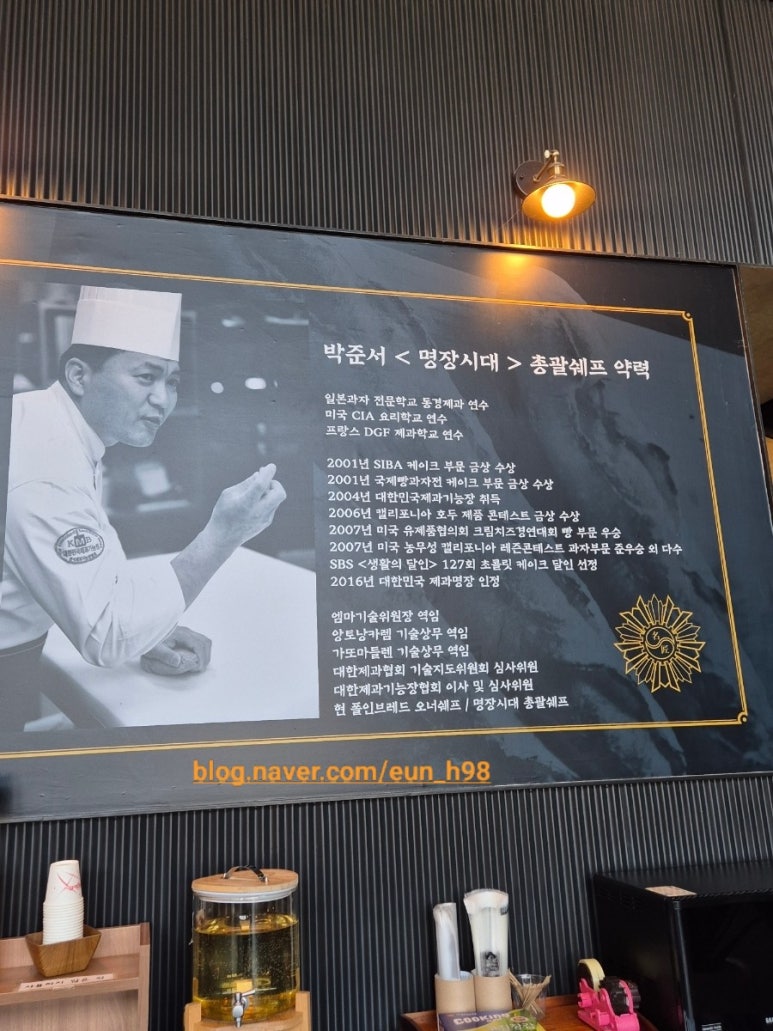 박준서 < 명장시대 > 총괄쉐프 약력
일본과자 전문학교 동경제과 연수
미국 CIA 요리학교 연수
프랑스 DGF 제과학교 연수
2001년 SIBA 케이크 부문 금상 수상
2001년 국제빵과자전 케이크 부문 금상 수상
2004년 대한민국제과기능장 취득
2006년 캘리포니아 호두 제품 콘테스트 금상 수상
2007년 미국 유제품협의회 크림치즈경연대회 빵 부문 우승
2007년 미국 농무성 캘리포니아 레즌콘테스트 과자부문 준우승 외 다수
SBS <생활의 달인> 127회 초콜릿 케이크 달인 선정
2016년 대한민국 제과명장 인정
엠마기술위원장 역임
앙토낭카렘 기술상무 역임
가또마들렌 기술상무 역임
대한제과협회 기술지도위원회 심사위원
대한제과기능장협회 이사 및 심사위원
현 폴인브레드 오너쉐프 / 명장시대 총괄쉐프
名匠
KMB
blog.naver.com/eun_h98
COOKING